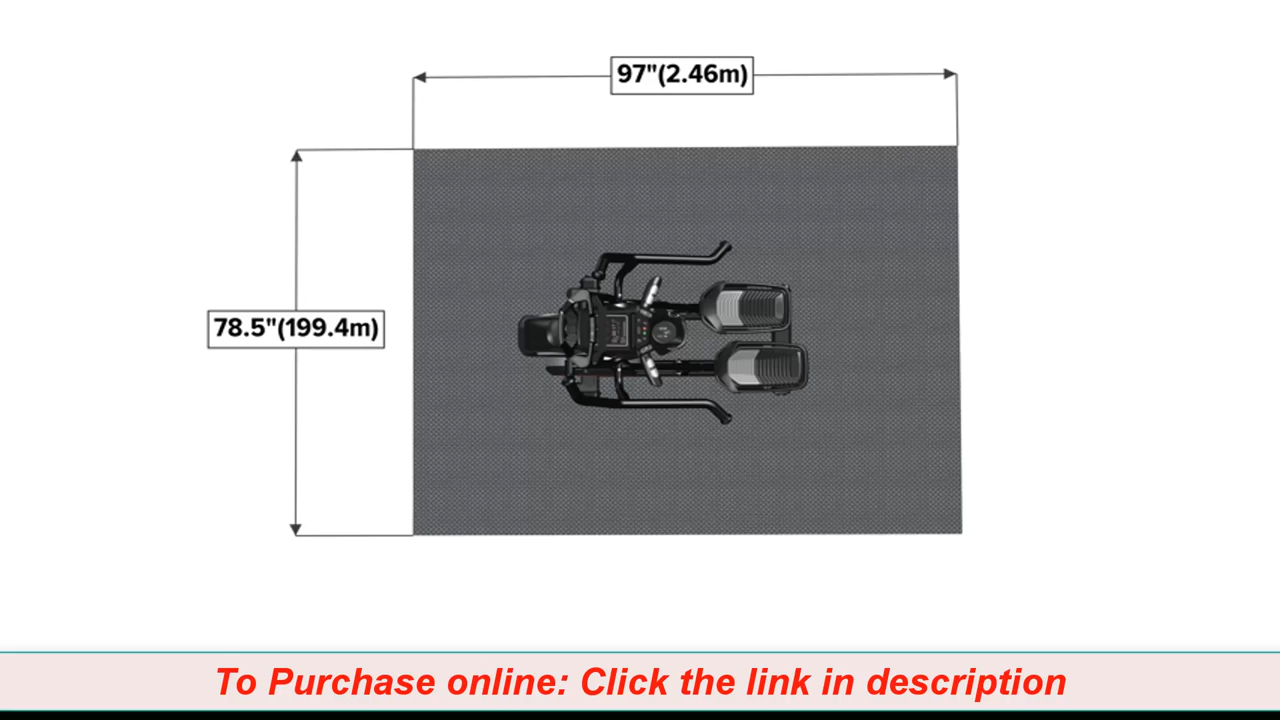 97"(2.46m)
78.5"(199.4m)
To Purchase online: Click the link in description